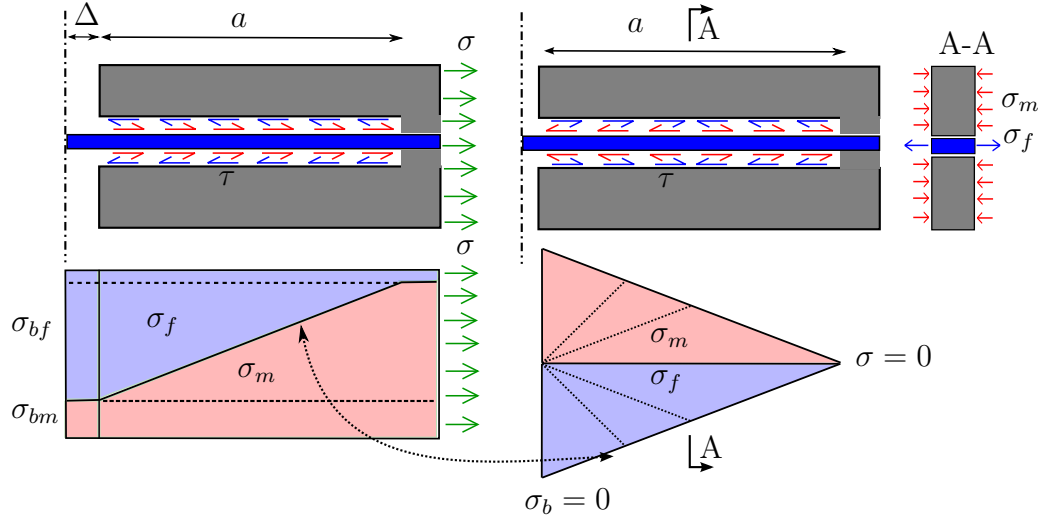 Δ
a
σ
τ
a
A
A-A
σ_m
σ_f
τ
σ
σ_bf
σ_f
σ_m
σ_bm
σ_m
σ_f
σ = 0
A
σ_b = 0